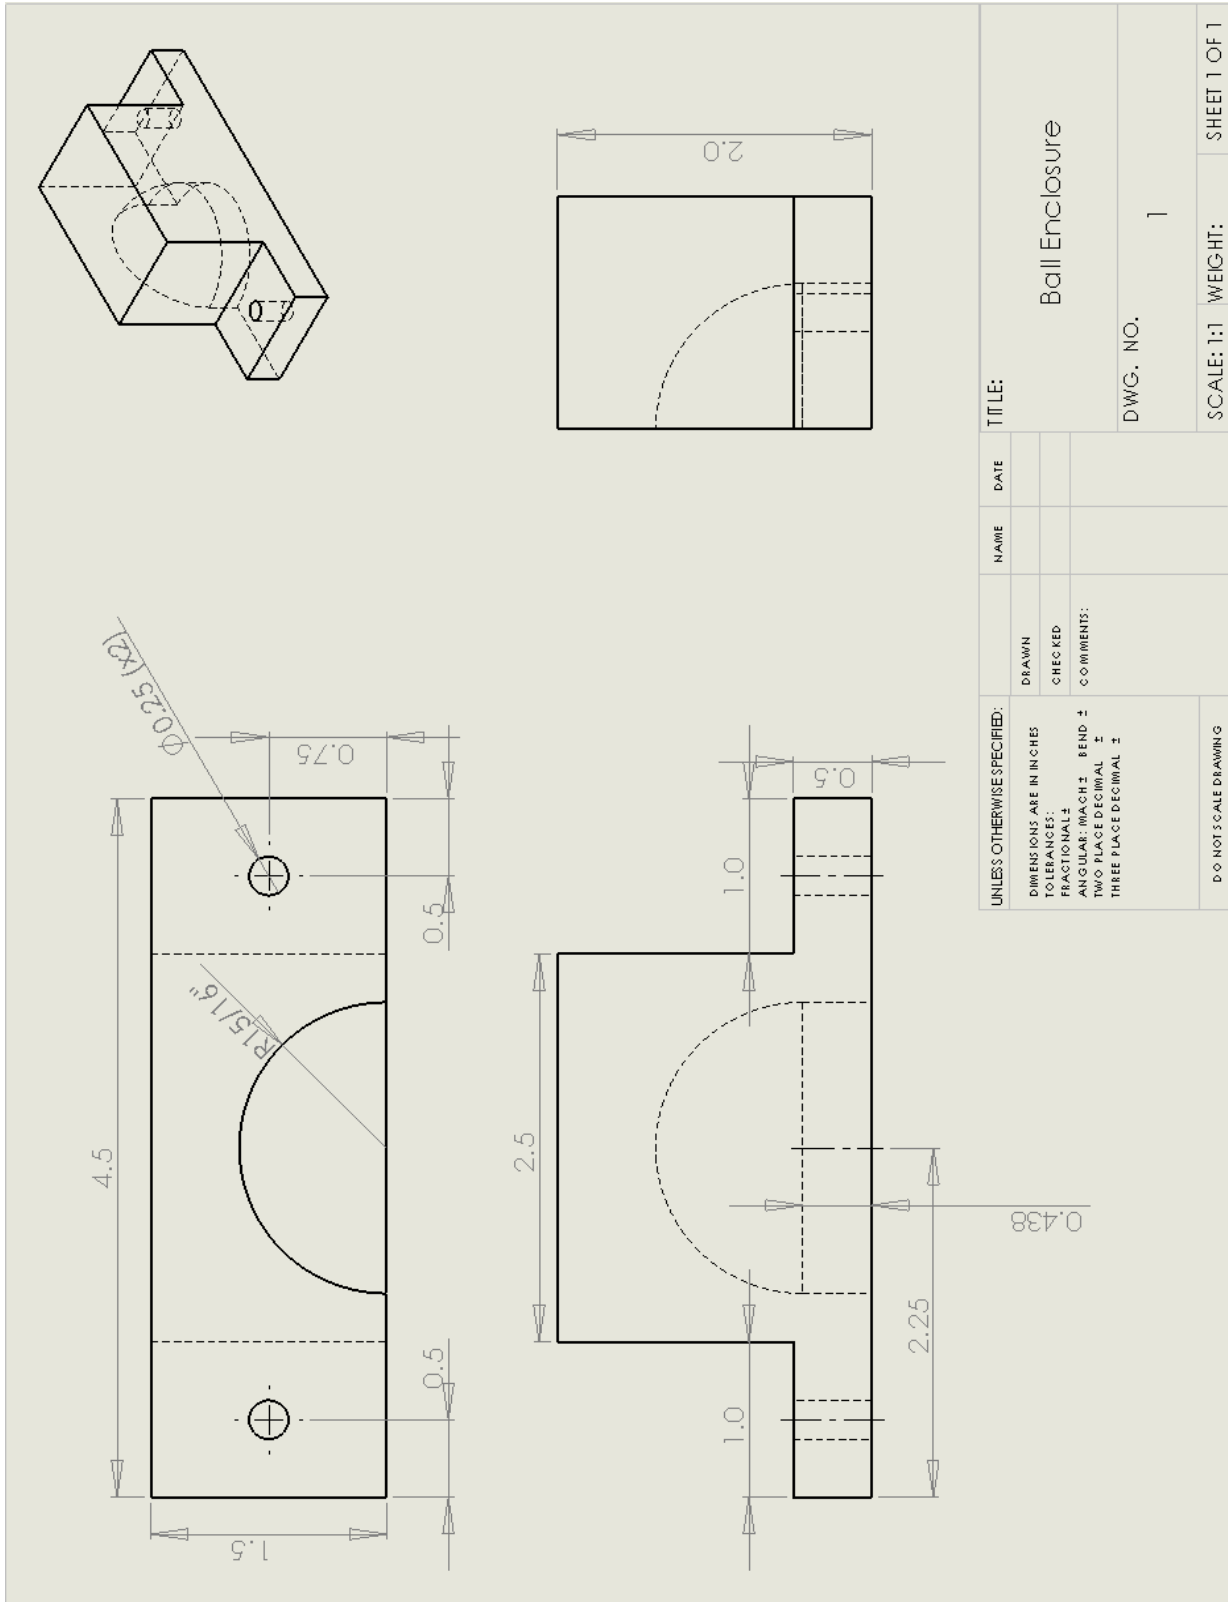 4.5
1.5
Ø0.25 (X2)
R15/16"
0.75
0.5
0.5
2.5
1.0
1.0
0.5
0.438
2.25
2.0
UNLESS OTHERWISE SPECIFIED:
DIMENSIONS ARE IN INCHES
TOLERANCES:
FRACTIONAL±
ANGULAR: MACH± BEND ±
TWO PLACE DECIMAL ±
THREE PLACE DECIMAL ±
DO NOT SCALE DRAWING
NAME DATE
DRAWN
CHECKED
COMMENTS:
TITLE:
Ball Enclosure
DWG. NO.
1
SCALE: 1:1 WEIGHT: SHEET 1 OF 1